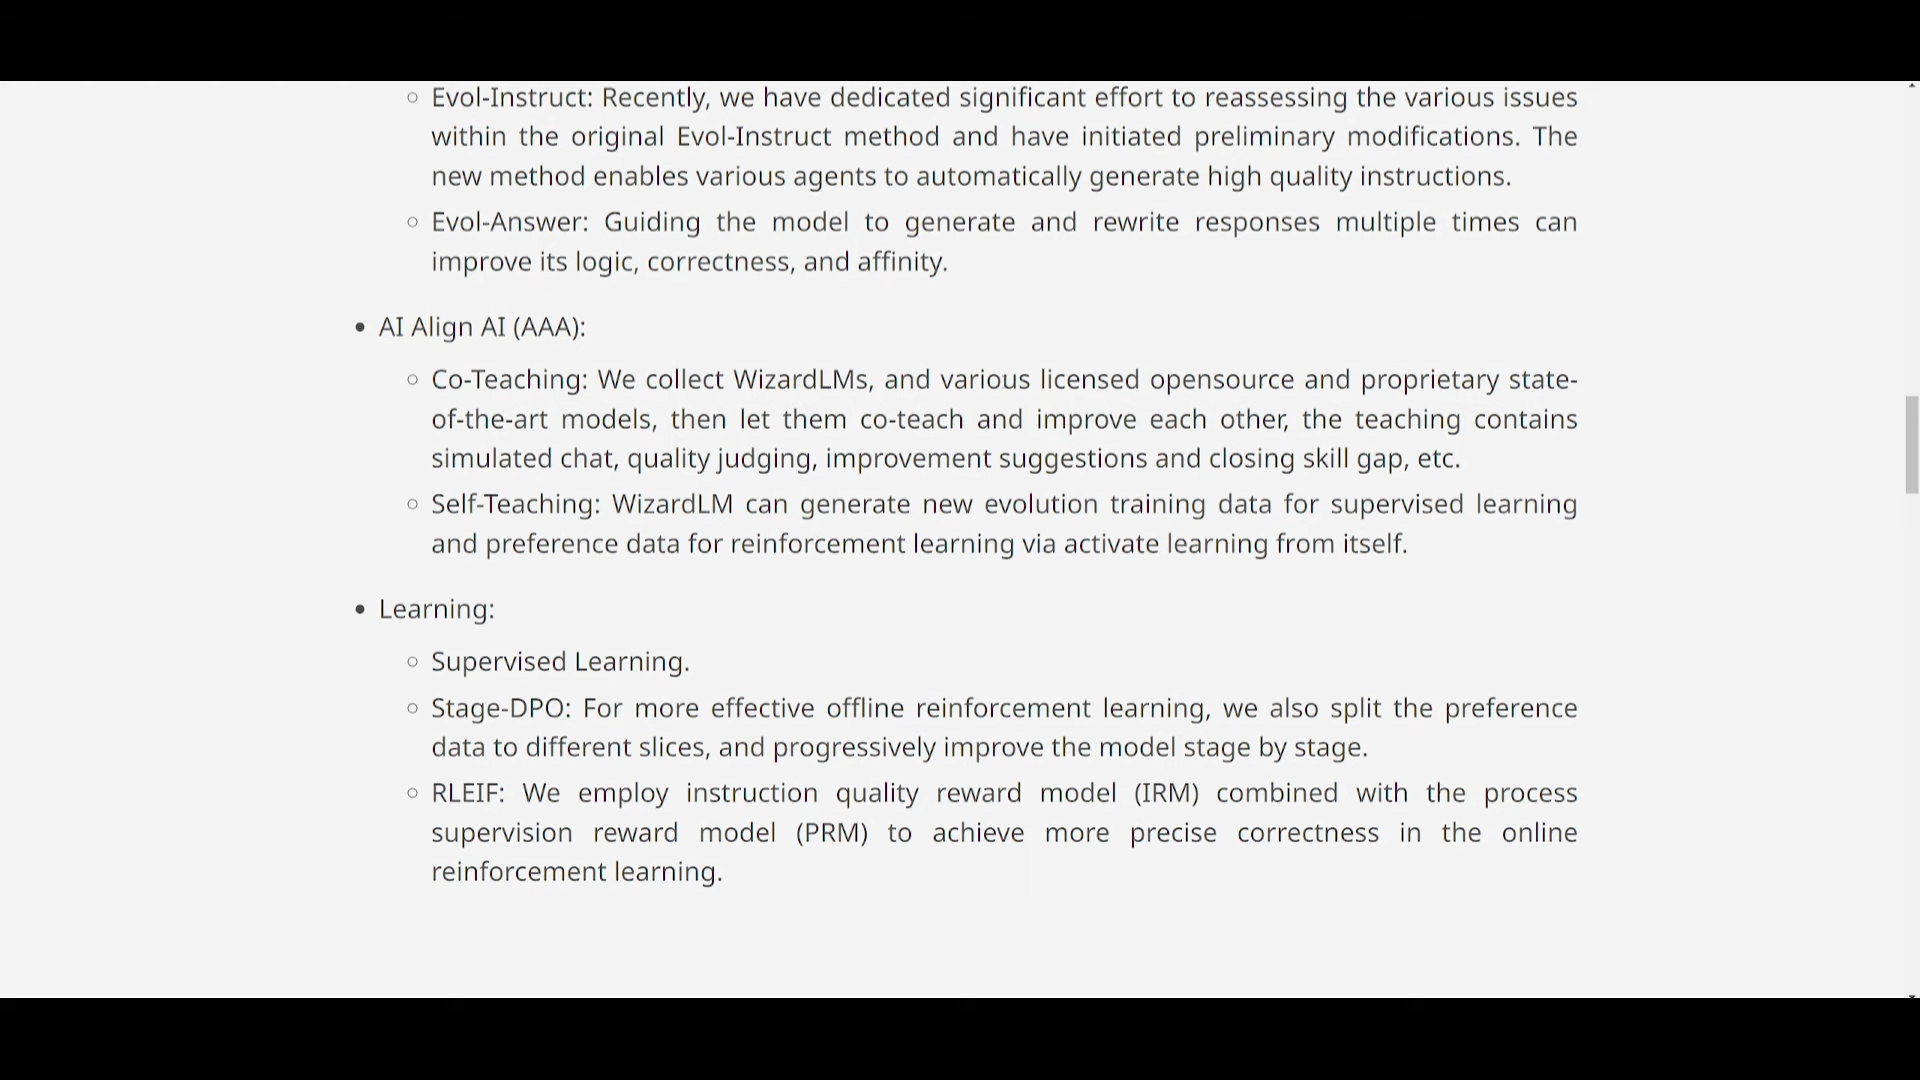 Evol-Instruct: Recently, we have dedicated significant effort to reassessing the various issues
within the original Evol-Instruct method and have initiated preliminary modifications. The
new method enables various agents to automatically generate high quality instructions.
Evol-Answer: Guiding the model to generate and rewrite responses multiple times can
improve its logic, correctness, and affinity.
AI Align AI (AAA):
Co-Teaching: We collect WizardLMs, and various licensed opensource and proprietary state-
of-the-art models, then let them co-teach and improve each other, the teaching contains
simulated chat, quality judging, improvement suggestions and closing skill gap, etc.
Self-Teaching: WizardLM can generate new evolution training data for supervised learning
and preference data for reinforcement learning via activate learning from itself.
Learning:
Supervised Learning.
Stage-DPO: For more effective offline reinforcement learning, we also split the preference
data to different slices, and progressively improve the model stage by stage.
RLEIF: We employ instruction quality reward model (IRM) combined with the process
supervision reward model (PRM) to achieve more precise correctness in the online
reinforcement learning.